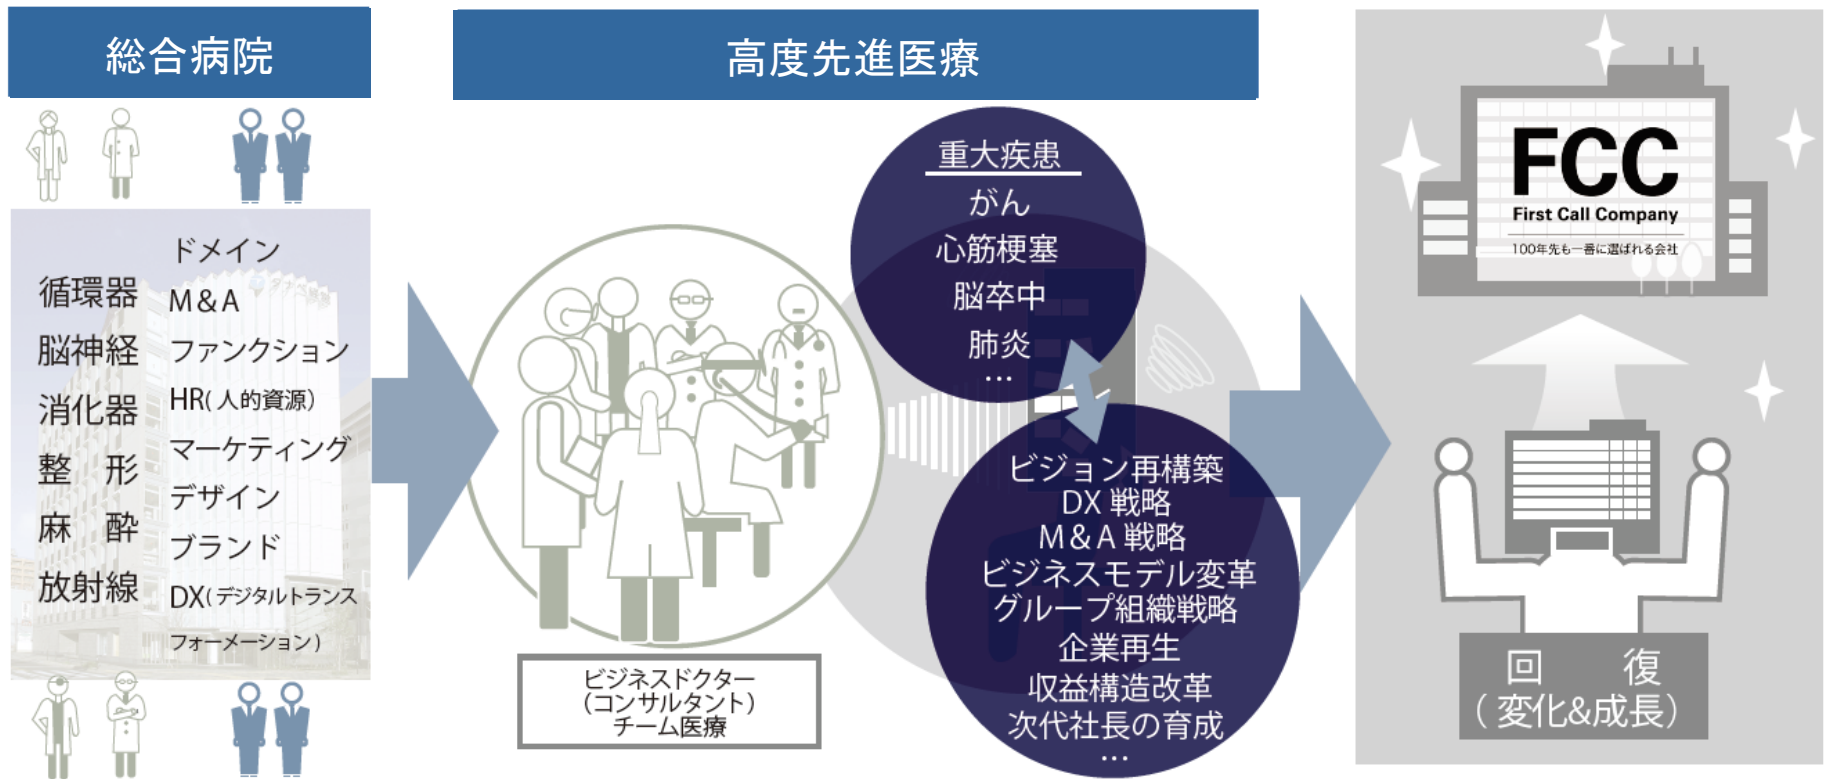 総合病院
循環器
脳神経
消化器
整　形
麻　酔
放射線
ドメイン
M＆A
ファンクション
HR(人的資源)
マーケティング
デザイン
ブランド
DX(デジタルトランス
フォーメーション)
高度先進医療
ビジネスドクター
(コンサルタント)
チーム医療
重大疾患
がん
心筋梗塞
脳卒中
肺炎
…
ビジョン再構築
DX 戦略
M＆A 戦略
ビジネスモデル変革
グループ組織戦略
企業再生
収益構造改革
次代社長の育成
…
FCC
First Call Company
100年先も一番に選ばれる会社
回　復
(変化&成長)